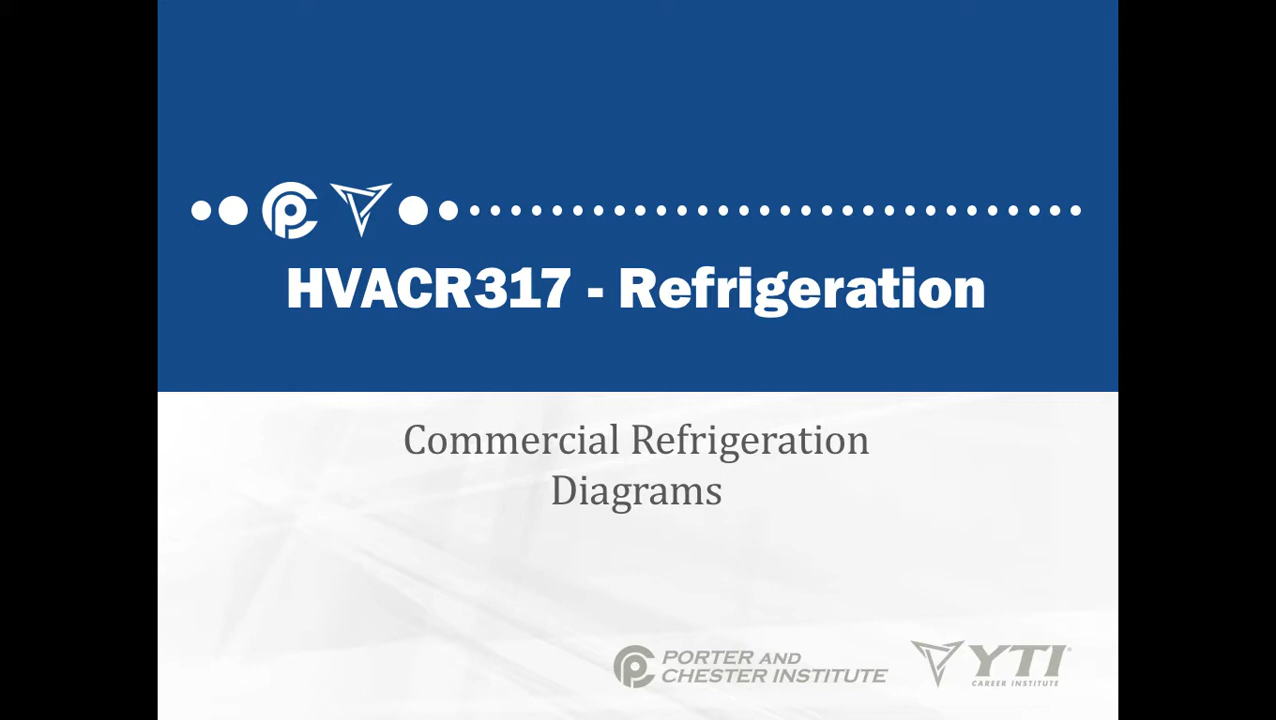 HVACR317 - Refrigeration
Commercial Refrigeration
Diagrams
PORTER AND
CHESTER INSTITUTE
YTI®
CAREER INSTITUTE